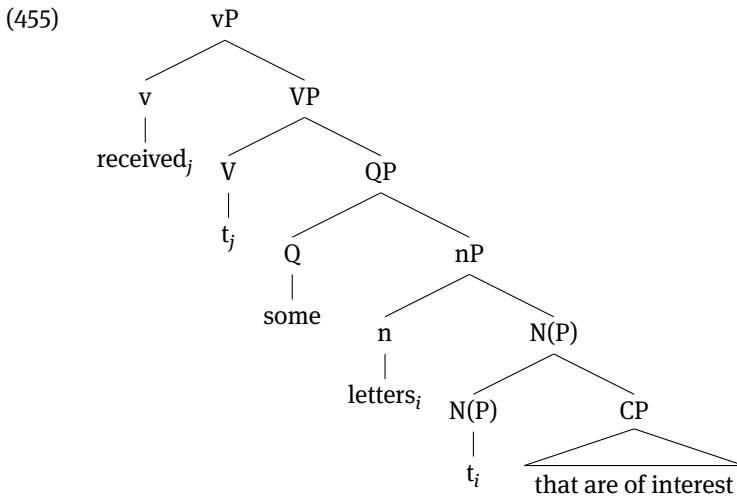 (455) vP
v VP
received_j V QP
t_j Q nP
some n N(P)
letters_i N(P) CP
t_i that are of interest